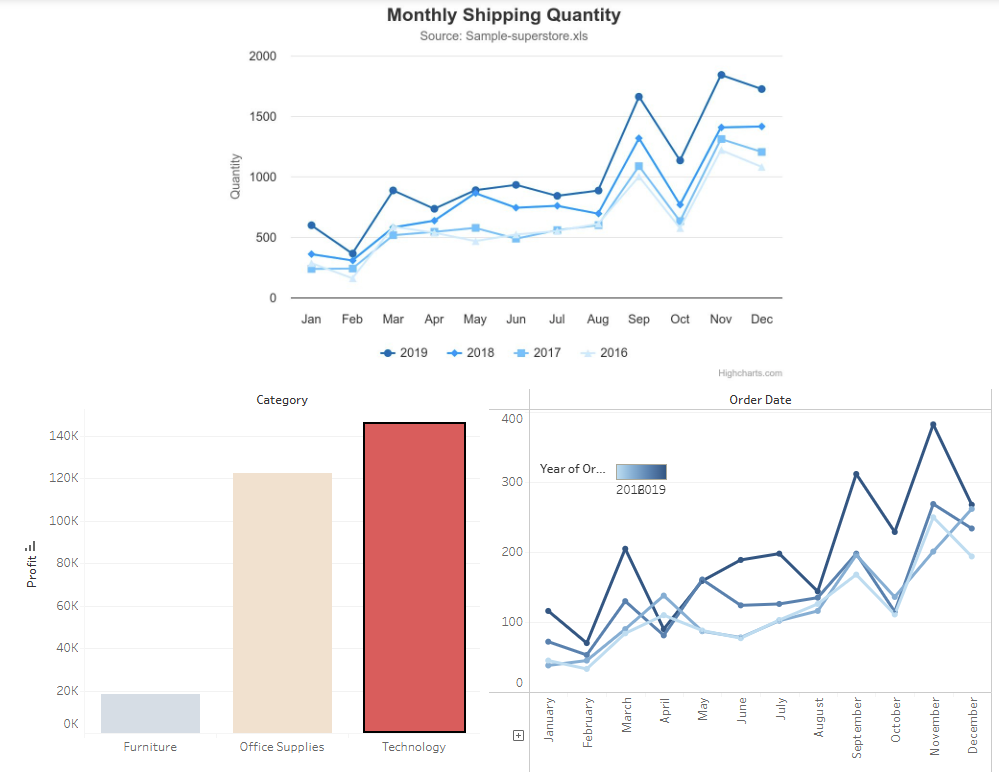 Monthly Shipping Quantity
Source: Sample-superstore.xls
Quantity
2000
1500
1000
500
0
Jan Feb Mar Apr May Jun Jul Aug Sep Oct Nov Dec
2019 2018 2017 2016
Highcharts.com
Category
Profit
140K
120K
100K
80K
60K
40K
20K
0K
Furniture Office Supplies Technology
Order Date
400
300
200
100
0
Year of Or...
2019
January February March April May June July August September October November December